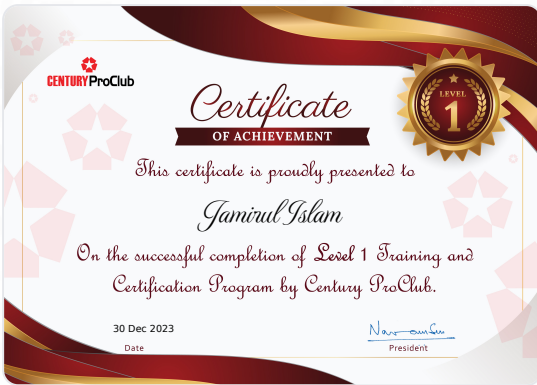 CENTURY ProClub
LEVEL
1
Certificate
OF ACHIEVEMENT
This certificate is proudly presented to
Jamirul Islam
On the successful completion of Level 1 Training and
Certification Program by Century ProClub.
30 Dec 2023
Date
President